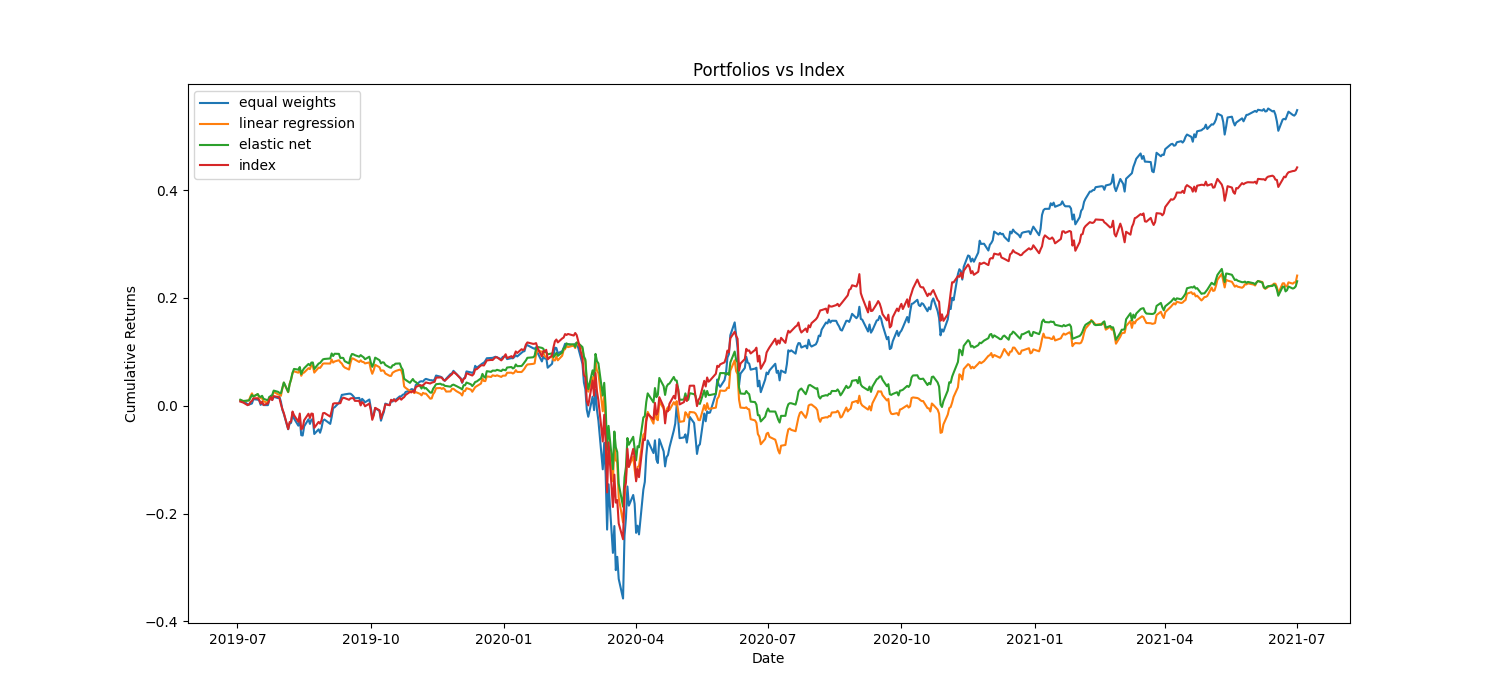 Portfolios vs Index
equal weights
linear regression
elastic net
index
Cumulative Returns
0.4
0.2
0.0
−0.2
−0.4
2019-07 2019-10 2020-01 2020-04 2020-07 2020-10 2021-01 2021-04 2021-07
Date